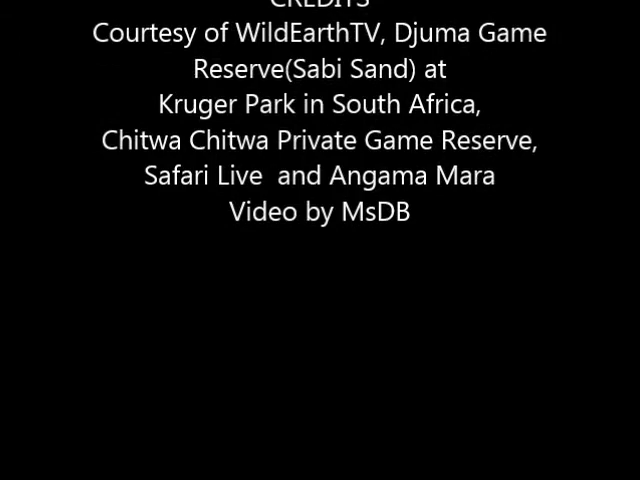 CREDITS
Courtesy of WildEarthTV, Djuma Game
Reserve(Sabi Sand) at
Kruger Park in South Africa,
Chitwa Chitwa Private Game Reserve,
Safari Live  and Angama Mara
Video by MsDB